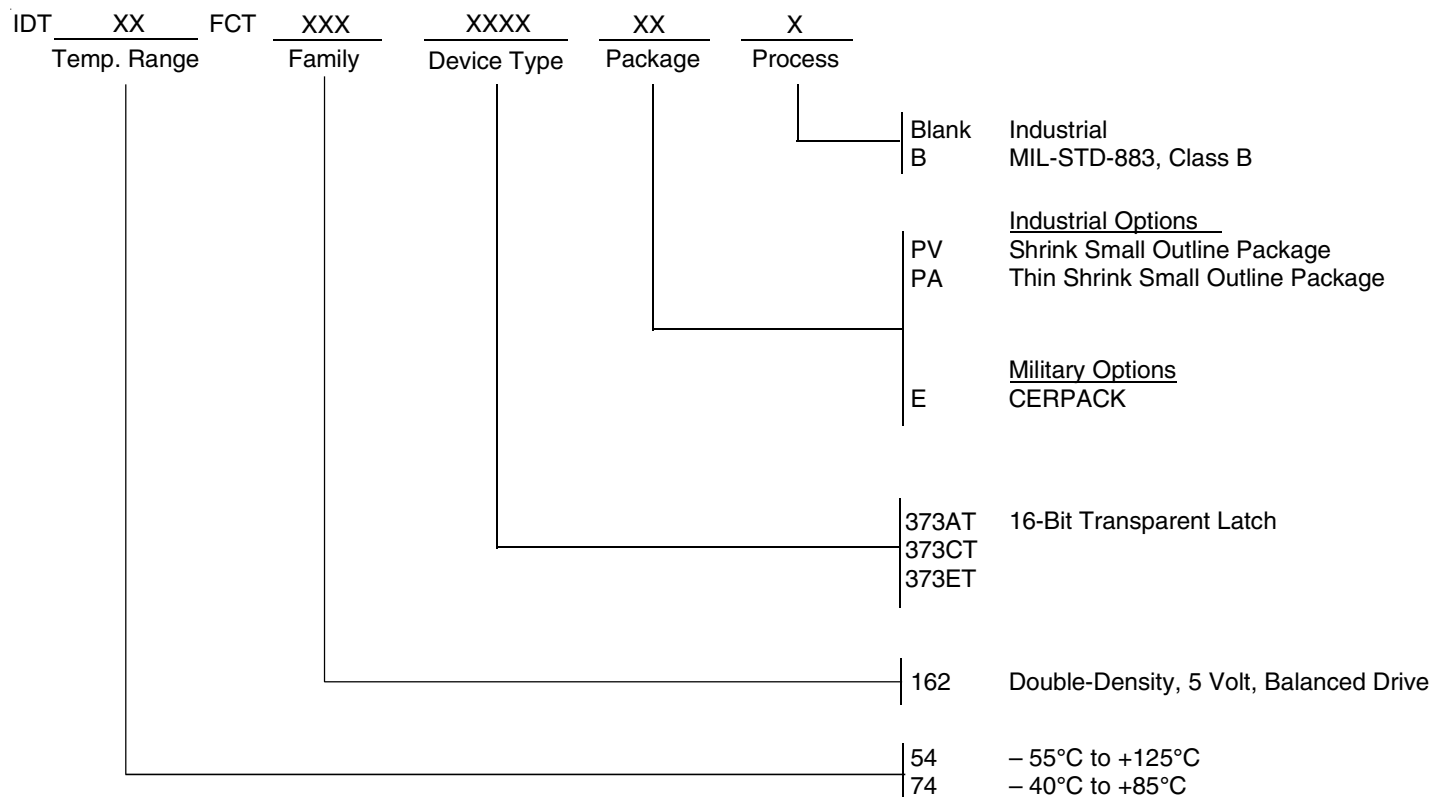 IDT XX FCT XXX XXXX XX X
Temp. Range Family Device Type Package Process
Blank Industrial
B MIL-STD-883, Class B
Industrial Options
PV Shrink Small Outline Package
PA Thin Shrink Small Outline Package
Military Options
E CERPACK
373AT 16-Bit Transparent Latch
373CT
373ET
162 Double-Density, 5 Volt, Balanced Drive
54 – 55°C to +125°C
74 – 40°C to +85°C